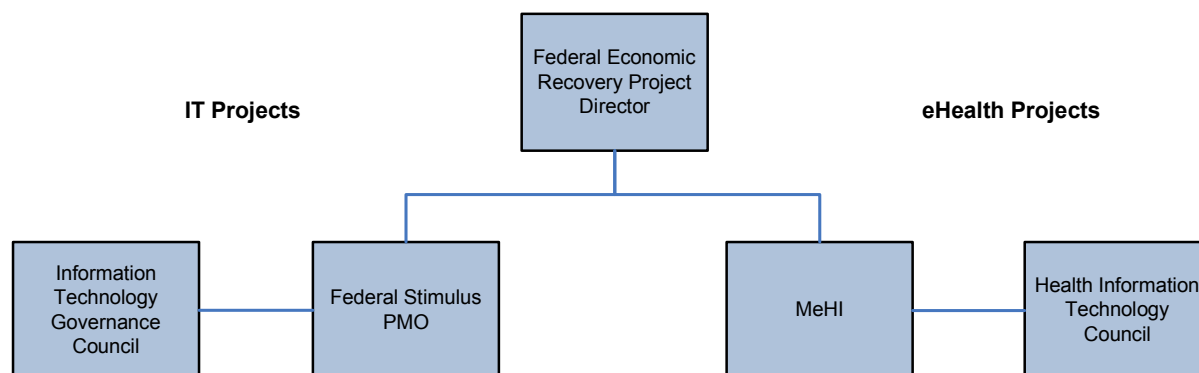 Federal Economic
Recovery Project
Director
IT Projects
eHealth Projects
Information
Technology
Governance
Council
Federal Stimulus
PMO
MeHI
Health Information
Technology
Council